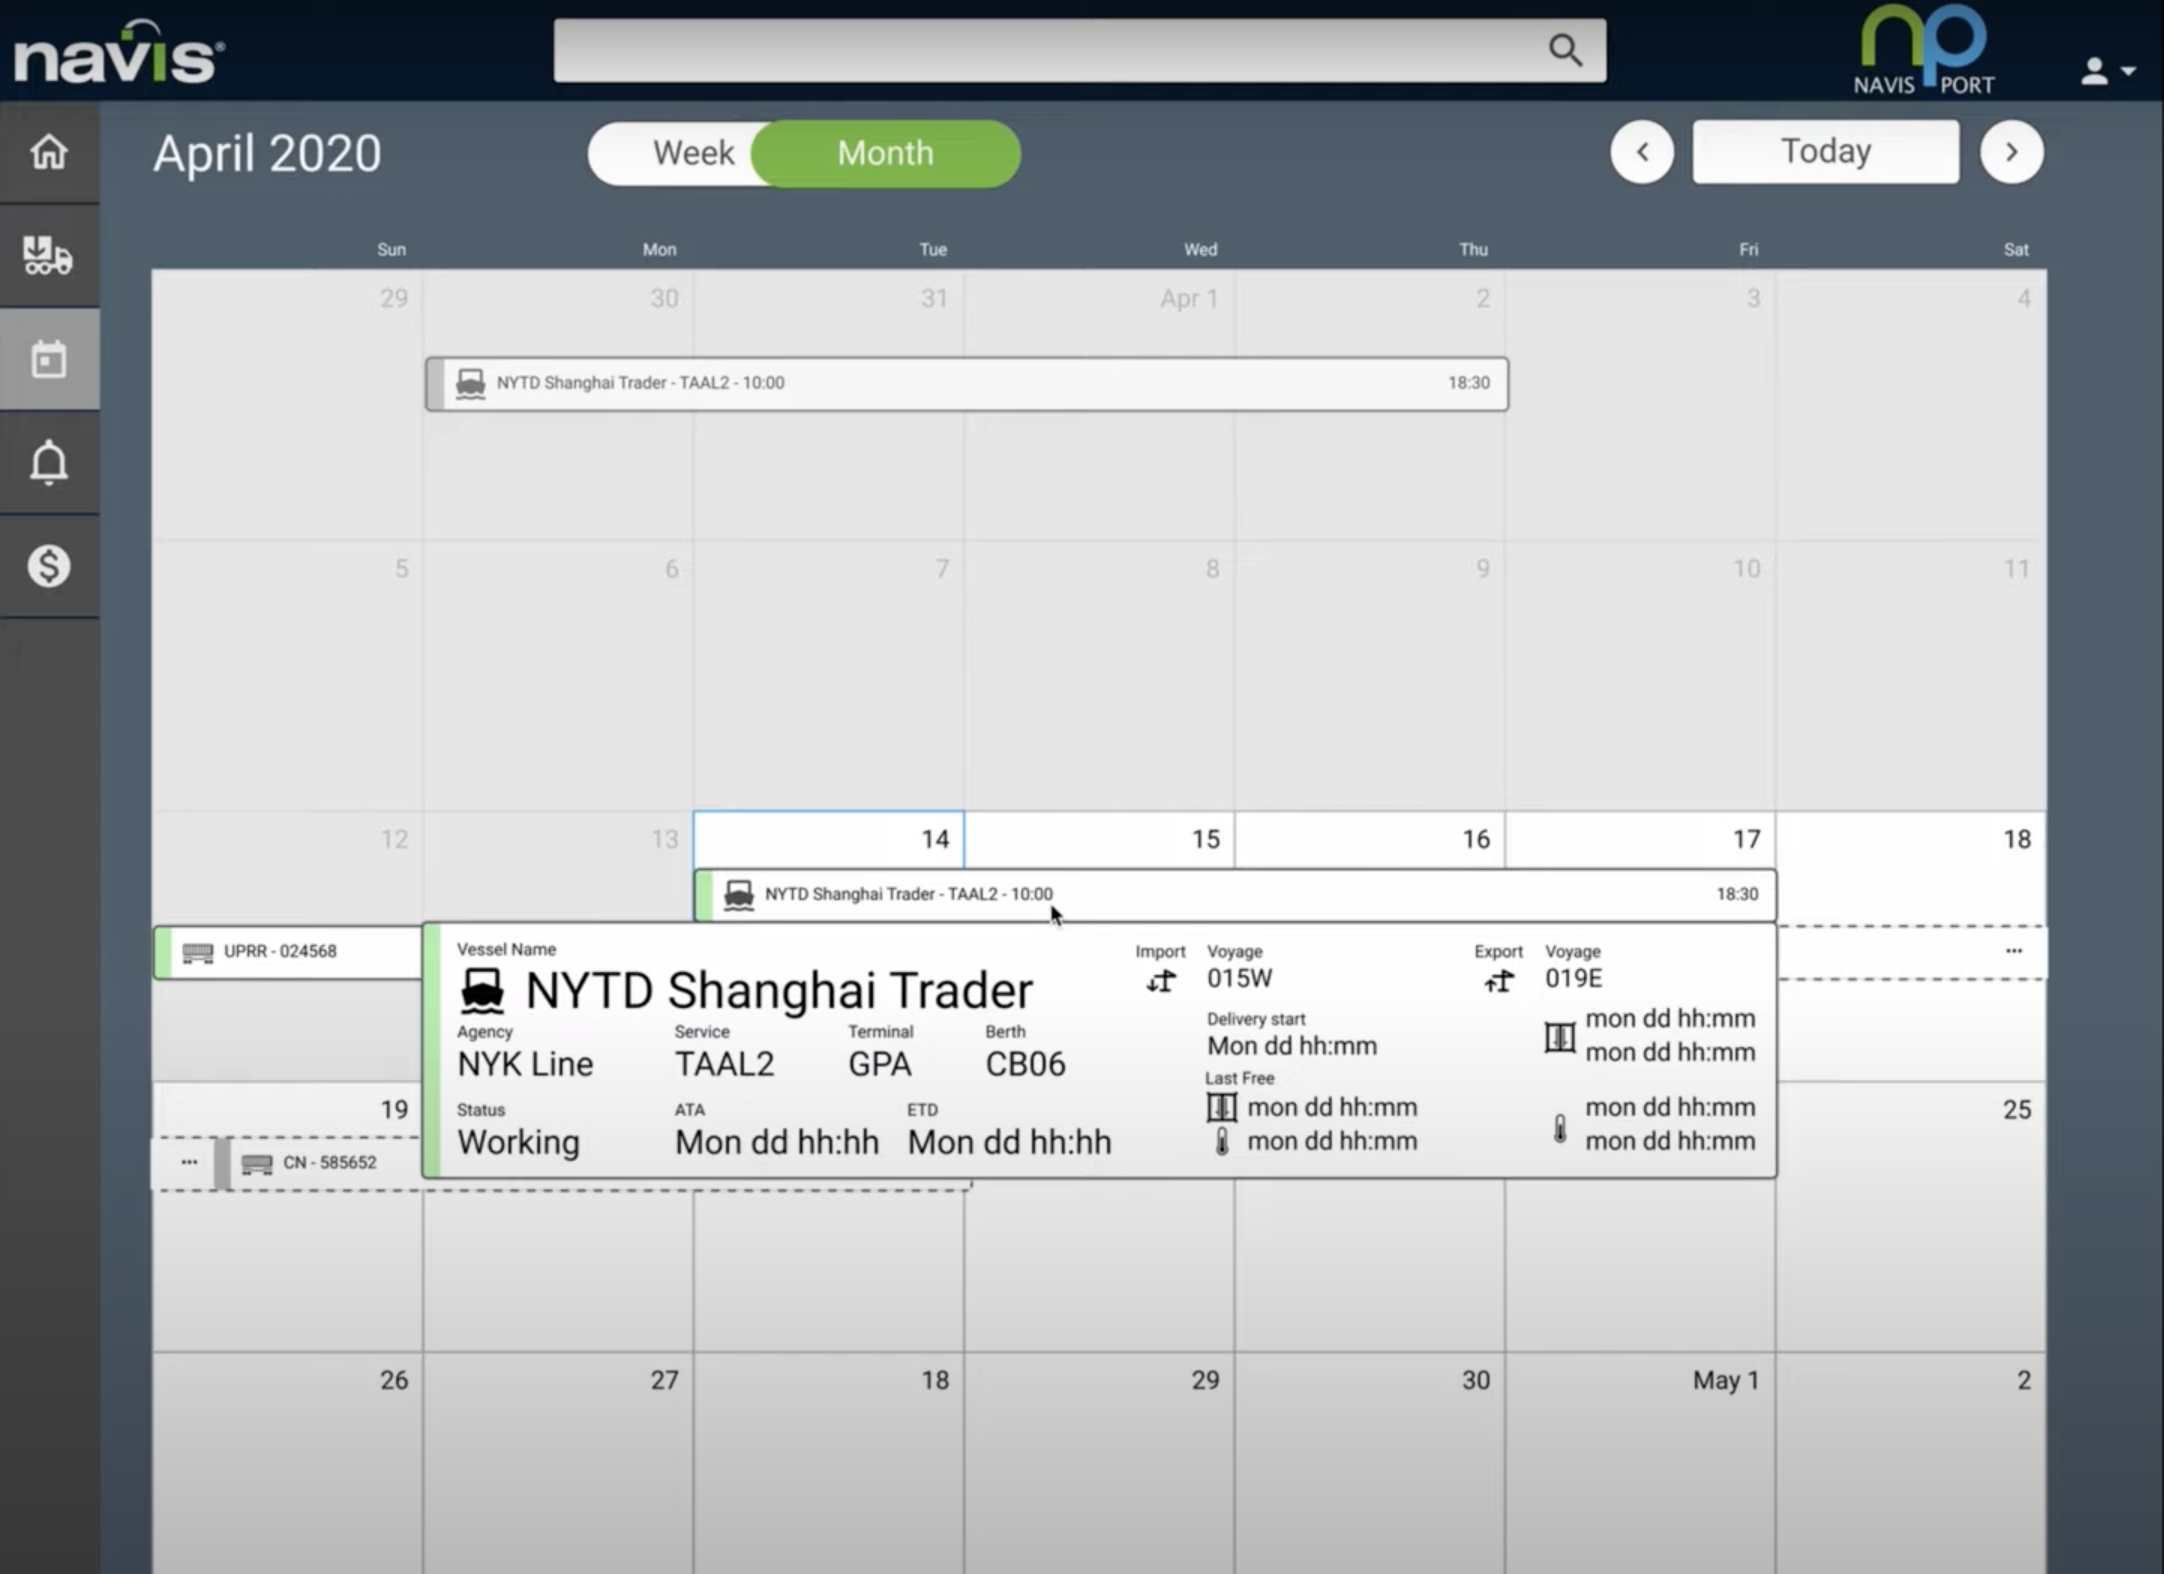 navis®
NAVIS PORT
April 2020
Week Month
Today
Sun Mon Tue Wed Thu Fri Sat
29 30 31 Apr 1 2 3 4
NYTD Shanghai Trader - TAAL2 - 10:00 18:30
5 6 7 8 9 10 11
12 13 14 15 16 17 18
NYTD Shanghai Trader - TAAL2 - 10:00 18:30
UPRR - 024568 ...
Vessel Name
NYTD Shanghai Trader
Agency Service Terminal Berth
NYK Line TAAL2 GPA CB06
Status ATA ETD
Working Mon dd hh:hh Mon dd hh:hh
Import Voyage
015W
Delivery start
Mon dd hh:mm
Last Free
mon dd hh:mm
mon dd hh:mm
Export Voyage
019E
mon dd hh:mm
mon dd hh:mm
mon dd hh:mm
mon dd hh:mm
19 25
... CN - 585652
26 27 18 29 30 May 1 2